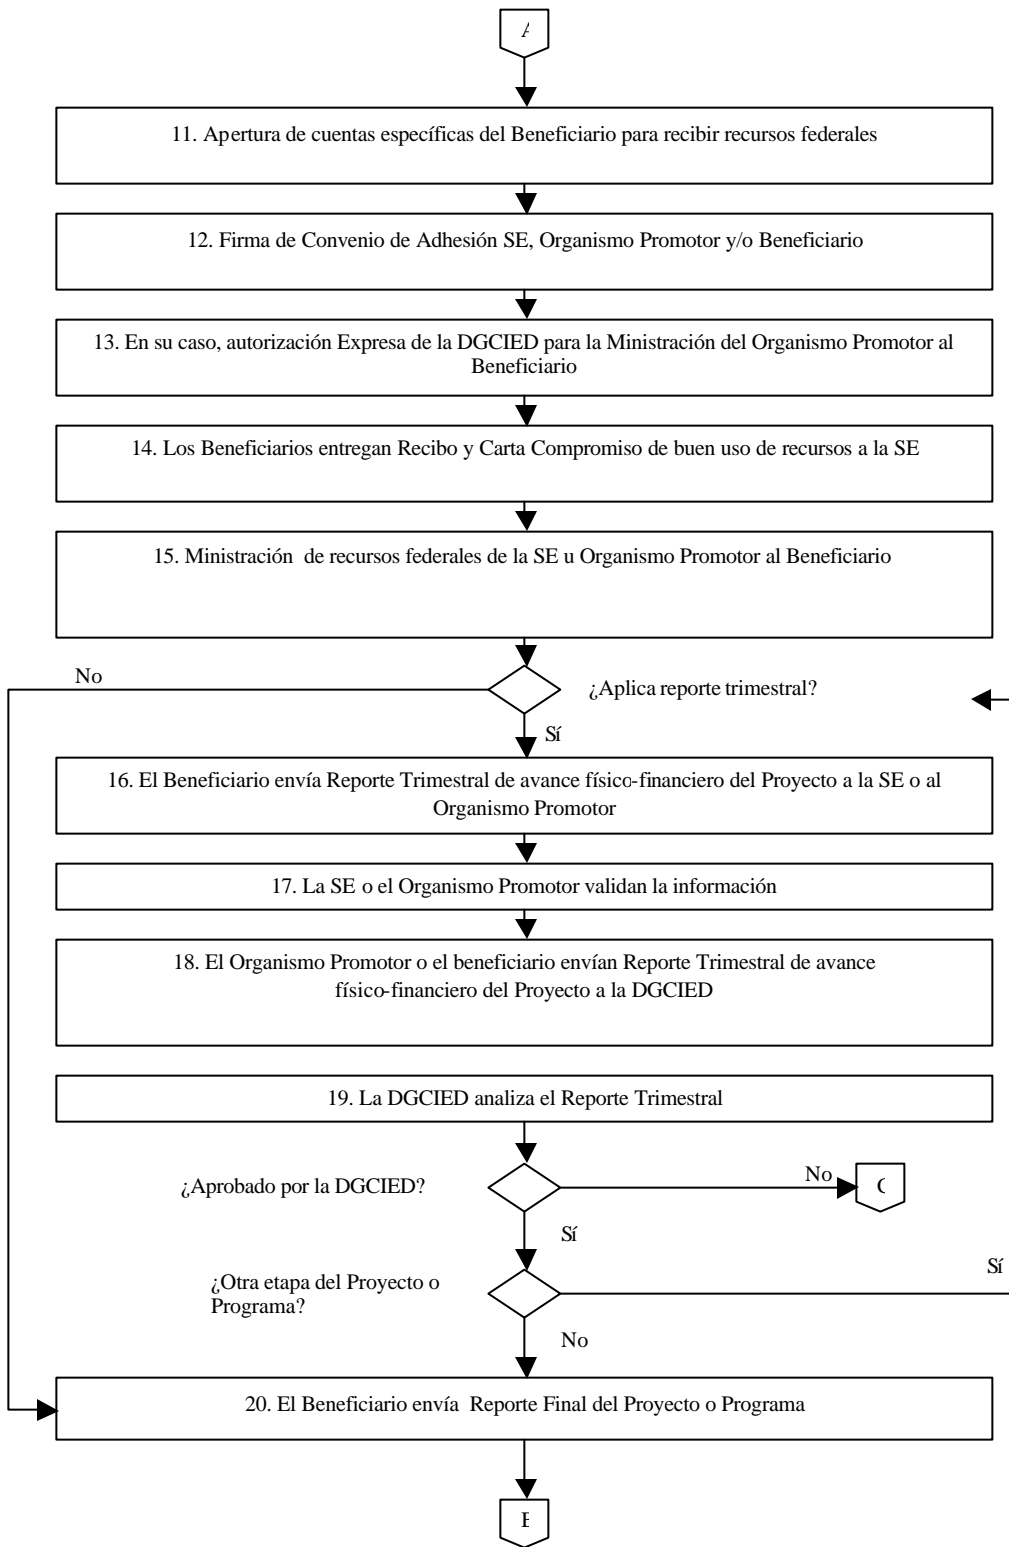 11. Apertura de cuentas específicas del Beneficiario para recibir recursos federales
12. Firma de Convenio de Adhesión SE, Organismo Promotor y/o Beneficiario
13. En su caso, autorización Expresa de la DGCIED para la Ministración del Organismo Promotor al
Beneficiario
14. Los Beneficiarios entregan Recibo y Carta Compromiso de buen uso de recursos a la SE
15. Ministración de recursos federales de la SE u Organismo Promotor al Beneficiario
No
¿Aplica reporte trimestral?
Sí
16. El Beneficiario envía Reporte Trimestral de avance físico-financiero del Proyecto a la SE o al
Organismo Promotor
17. La SE o el Organismo Promotor validan la información
18. El Organismo Promotor o el beneficiario envían Reporte Trimestral de avance
físico-financiero del Proyecto a la DGCIED
19. La DGCIED analiza el Reporte Trimestral
¿Aprobado por la DGCIED?
No
Sí
¿Otra etapa del Proyecto o
Programa?
Sí
No
20. El Beneficiario envía Reporte Final del Proyecto o Programa